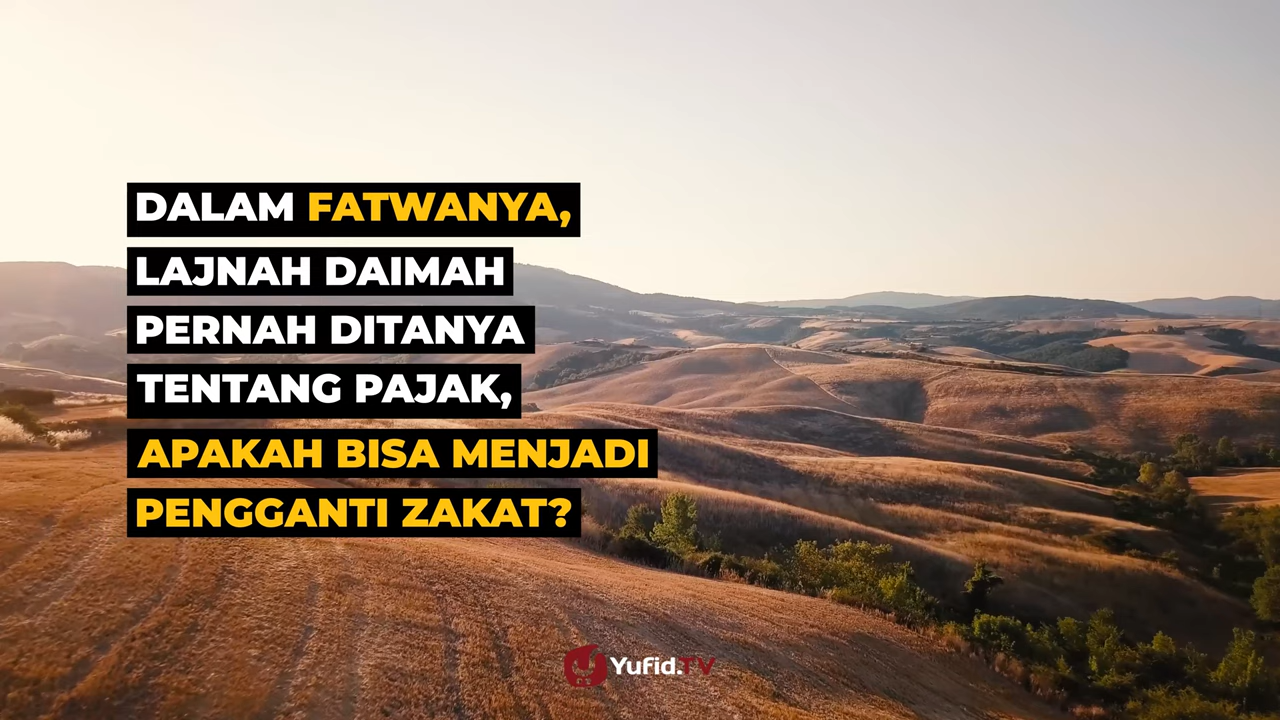 DALAM FATWANYA,
LAJNAH DAIMAH
PERNAH DITANYA
TENTANG PAJAK,
APAKAH BISA MENJADI
PENGGANTI ZAKAT?
Yufid.TV